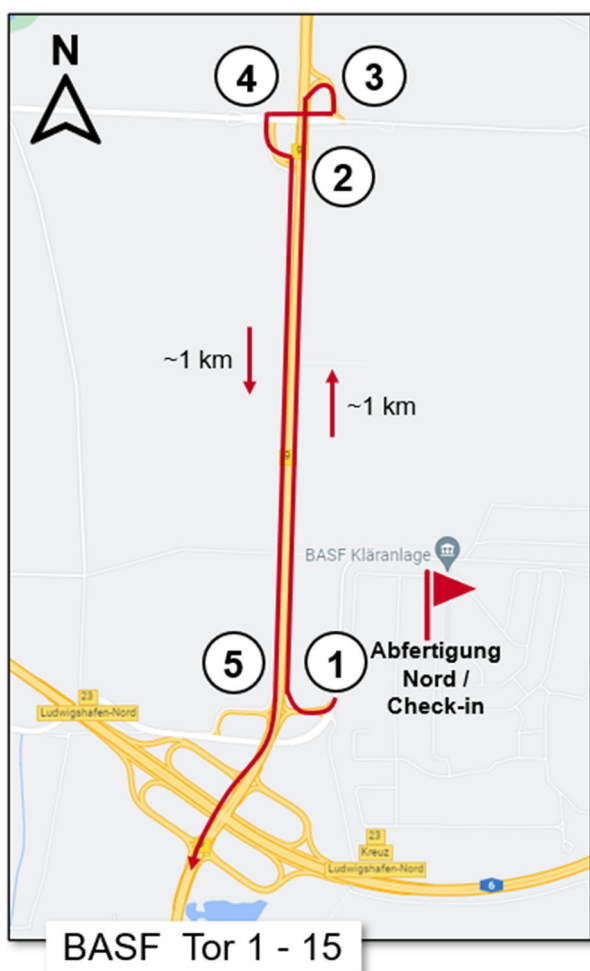 N
4
3
9
2
~1 km
~1 km
9
BASF Kläranlage
5
1
Abfertigung
Nord /
Check-in
23
Ludwigshafen-Nord
23
Kreuz
Ludwigshafen-Nord
6
BASF Tor 1 - 15